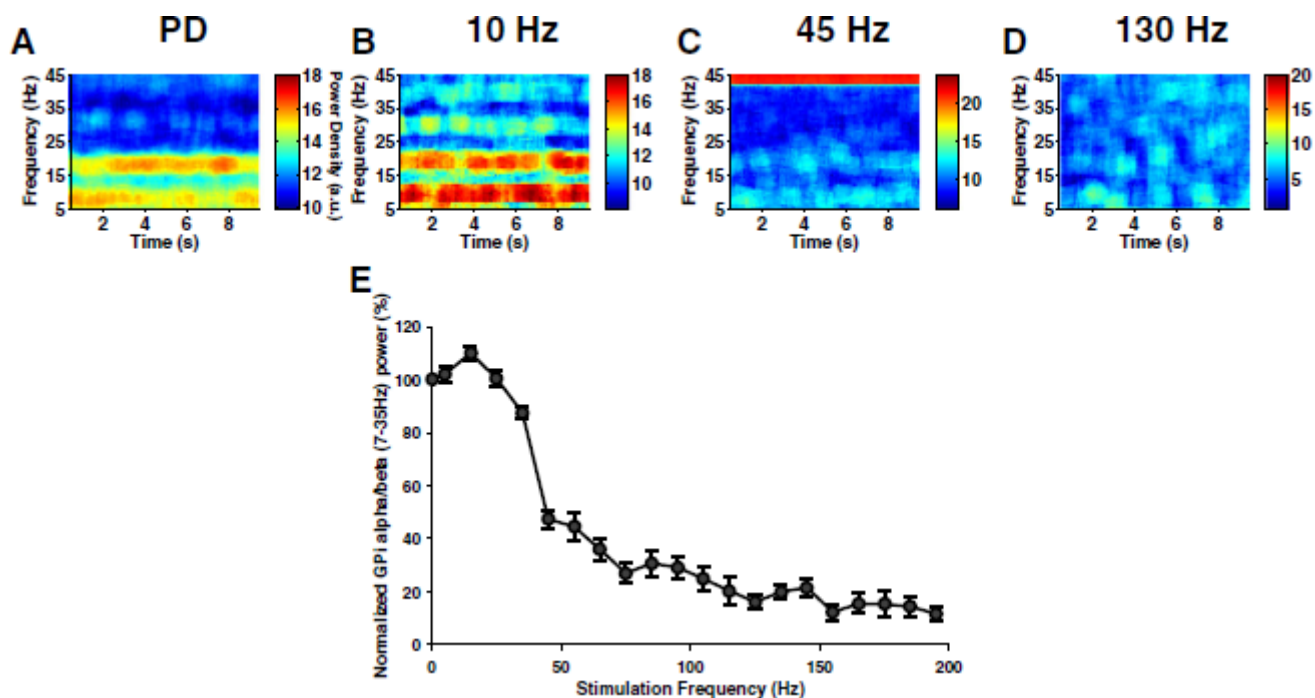 A PD
B 10 Hz
C 45 Hz
D 130 Hz
Frequency (Hz)
45
35
25
15
5
2 4 6 8
Time (s)
18
16
14
12
10
Power Density (a.u.)
Frequency (Hz)
45
35
25
15
5
2 4 6 8
Time (s)
18
16
14
12
10
Frequency (Hz)
45
35
25
15
5
2 4 6 8
Time (s)
20
15
10
Frequency (Hz)
45
35
25
15
5
2 4 6 8
Time (s)
20
15
10
5
E
Normalized GPi alpha/beta (7-35Hz) power (%)
120
100
80
60
40
20
0
0 50 100 150 200
Stimulation Frequency (Hz)